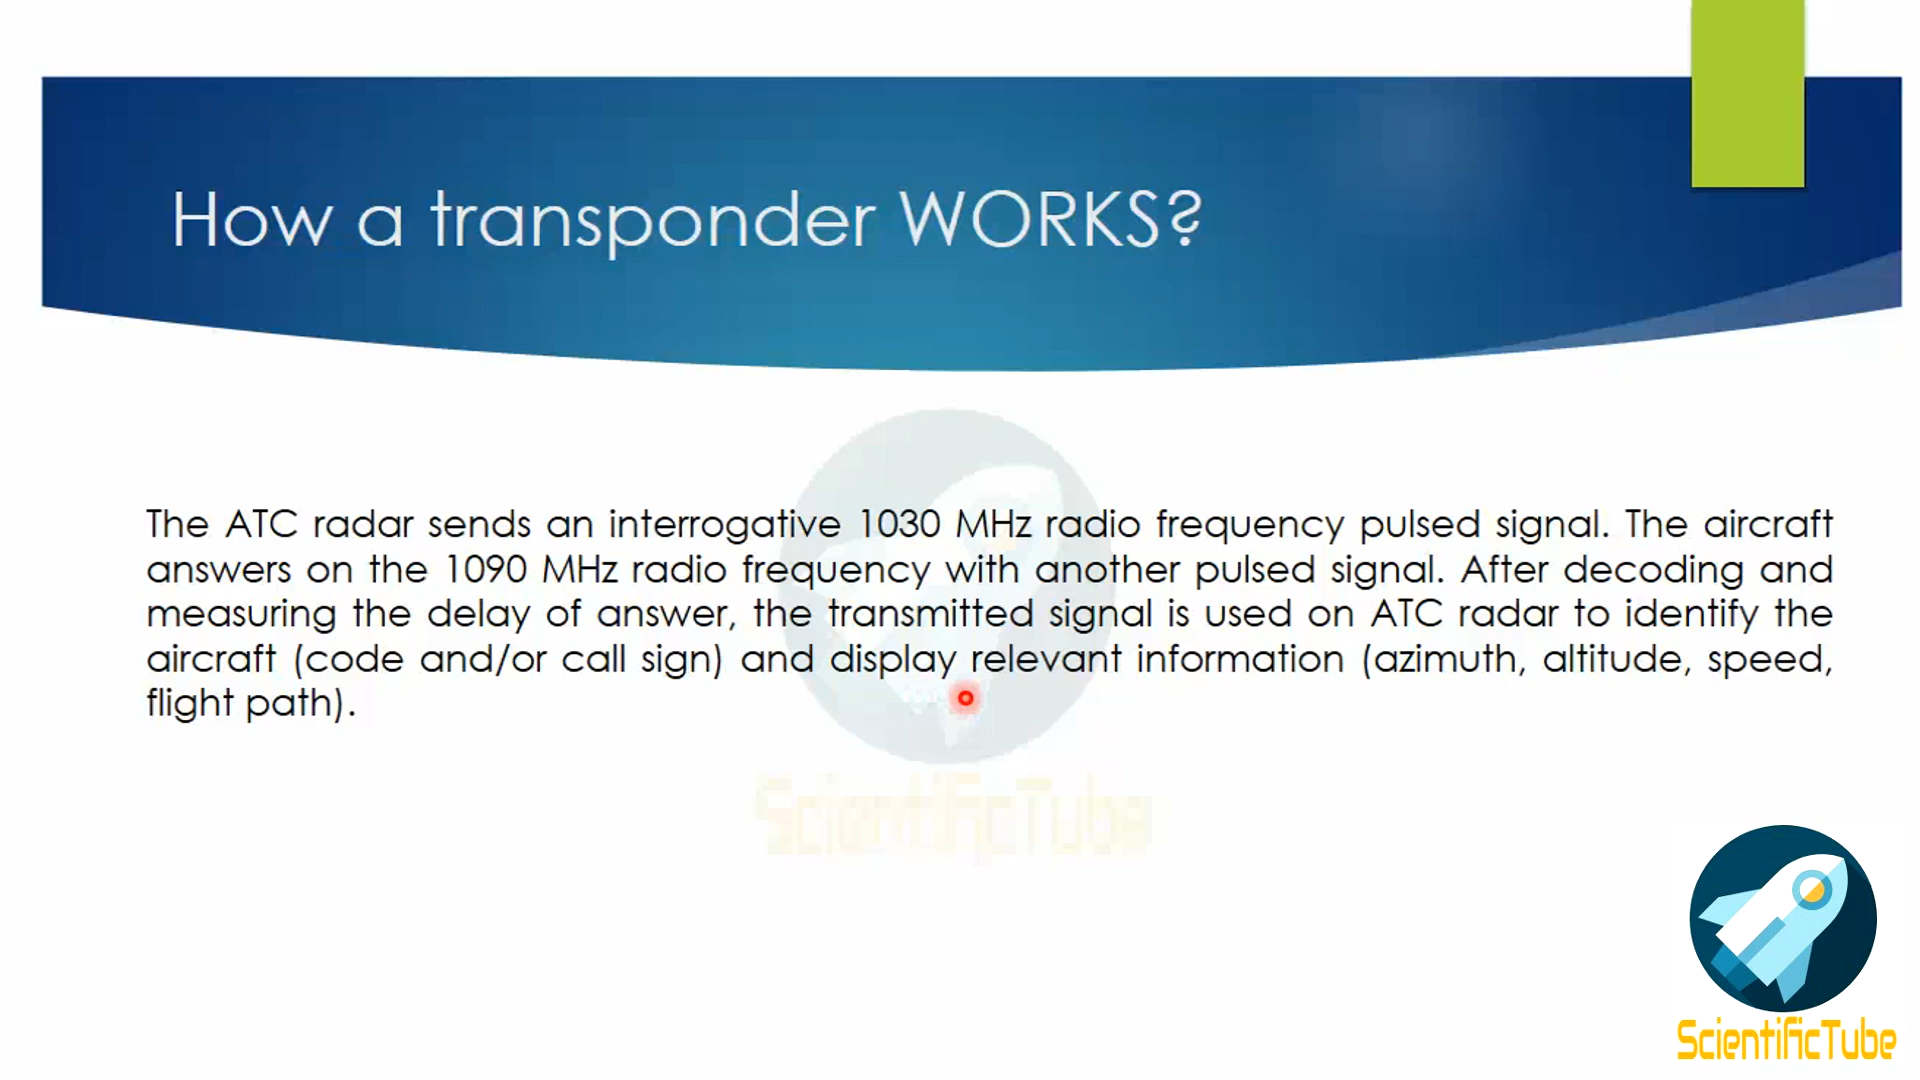 How a transponder WORKS?
The ATC radar sends an interrogative 1030 MHz radio frequency pulsed signal. The aircraft
answers on the 1090 MHz radio frequency with another pulsed signal. After decoding and
measuring the delay of answer, the transmitted signal is used on ATC radar to identify the
aircraft (code and/or call sign) and display relevant information (azimuth, altitude, speed,
flight path).
ScientificTube
ScientificTube